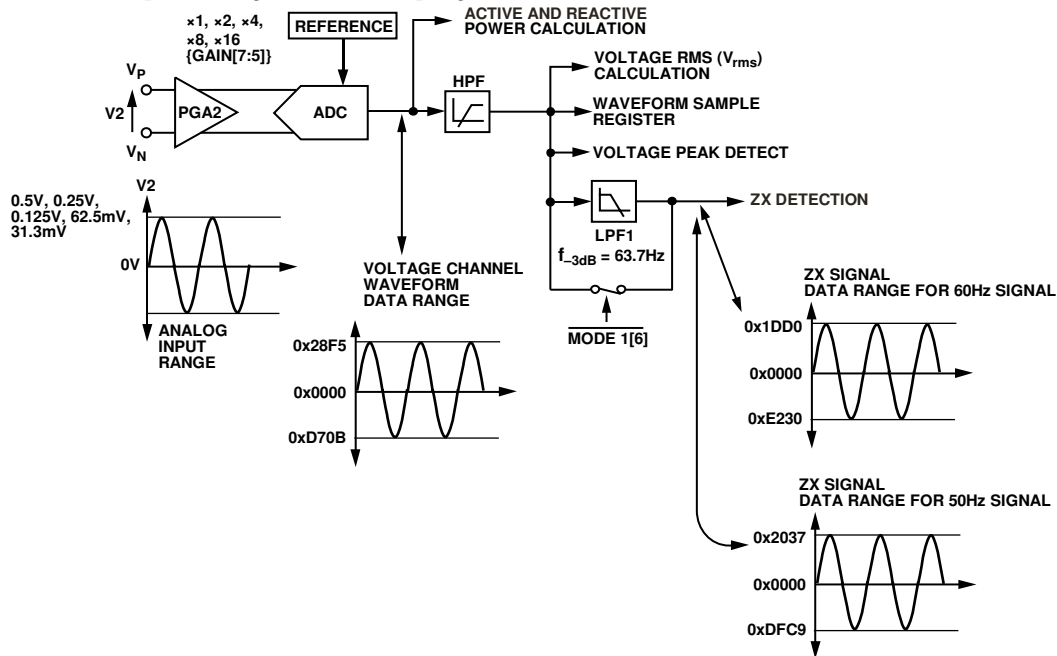 ×1, ×2, ×4,
×8, ×16
{GAIN[7:5]}
REFERENCE
ACTIVE AND REACTIVE
POWER CALCULATION
VP
V2
VN
PGA2
ADC
HPF
VOLTAGE RMS (Vrms)
CALCULATION
WAVEFORM SAMPLE
REGISTER
VOLTAGE PEAK DETECT
ZX DETECTION
LPF1
f–3dB = 63.7Hz
MODE 1[6]
V2
0.5V, 0.25V,
0.125V, 62.5mV,
31.3mV
0V
ANALOG
INPUT
RANGE
VOLTAGE CHANNEL
WAVEFORM
DATA RANGE
0x28F5
0x0000
0xD70B
ZX SIGNAL
DATA RANGE FOR 60Hz SIGNAL
0x1DD0
0x0000
0xE230
ZX SIGNAL
DATA RANGE FOR 50Hz SIGNAL
0x2037
0x0000
0xDFC9